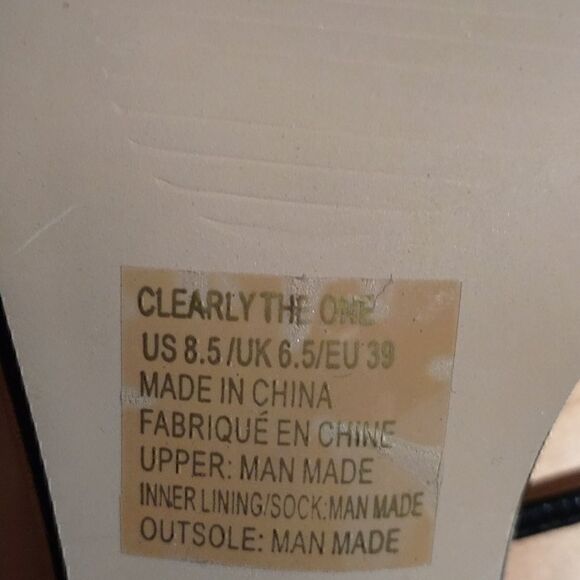 CLEARLY THE ONE
US 8.5 /UK 6.5/EU 39
MADE IN CHINA
FABRIQUÉ EN CHINE
UPPER: MAN MADE
INNER LINING/SOCK:MAN MADE
OUTSOLE: MAN MADE